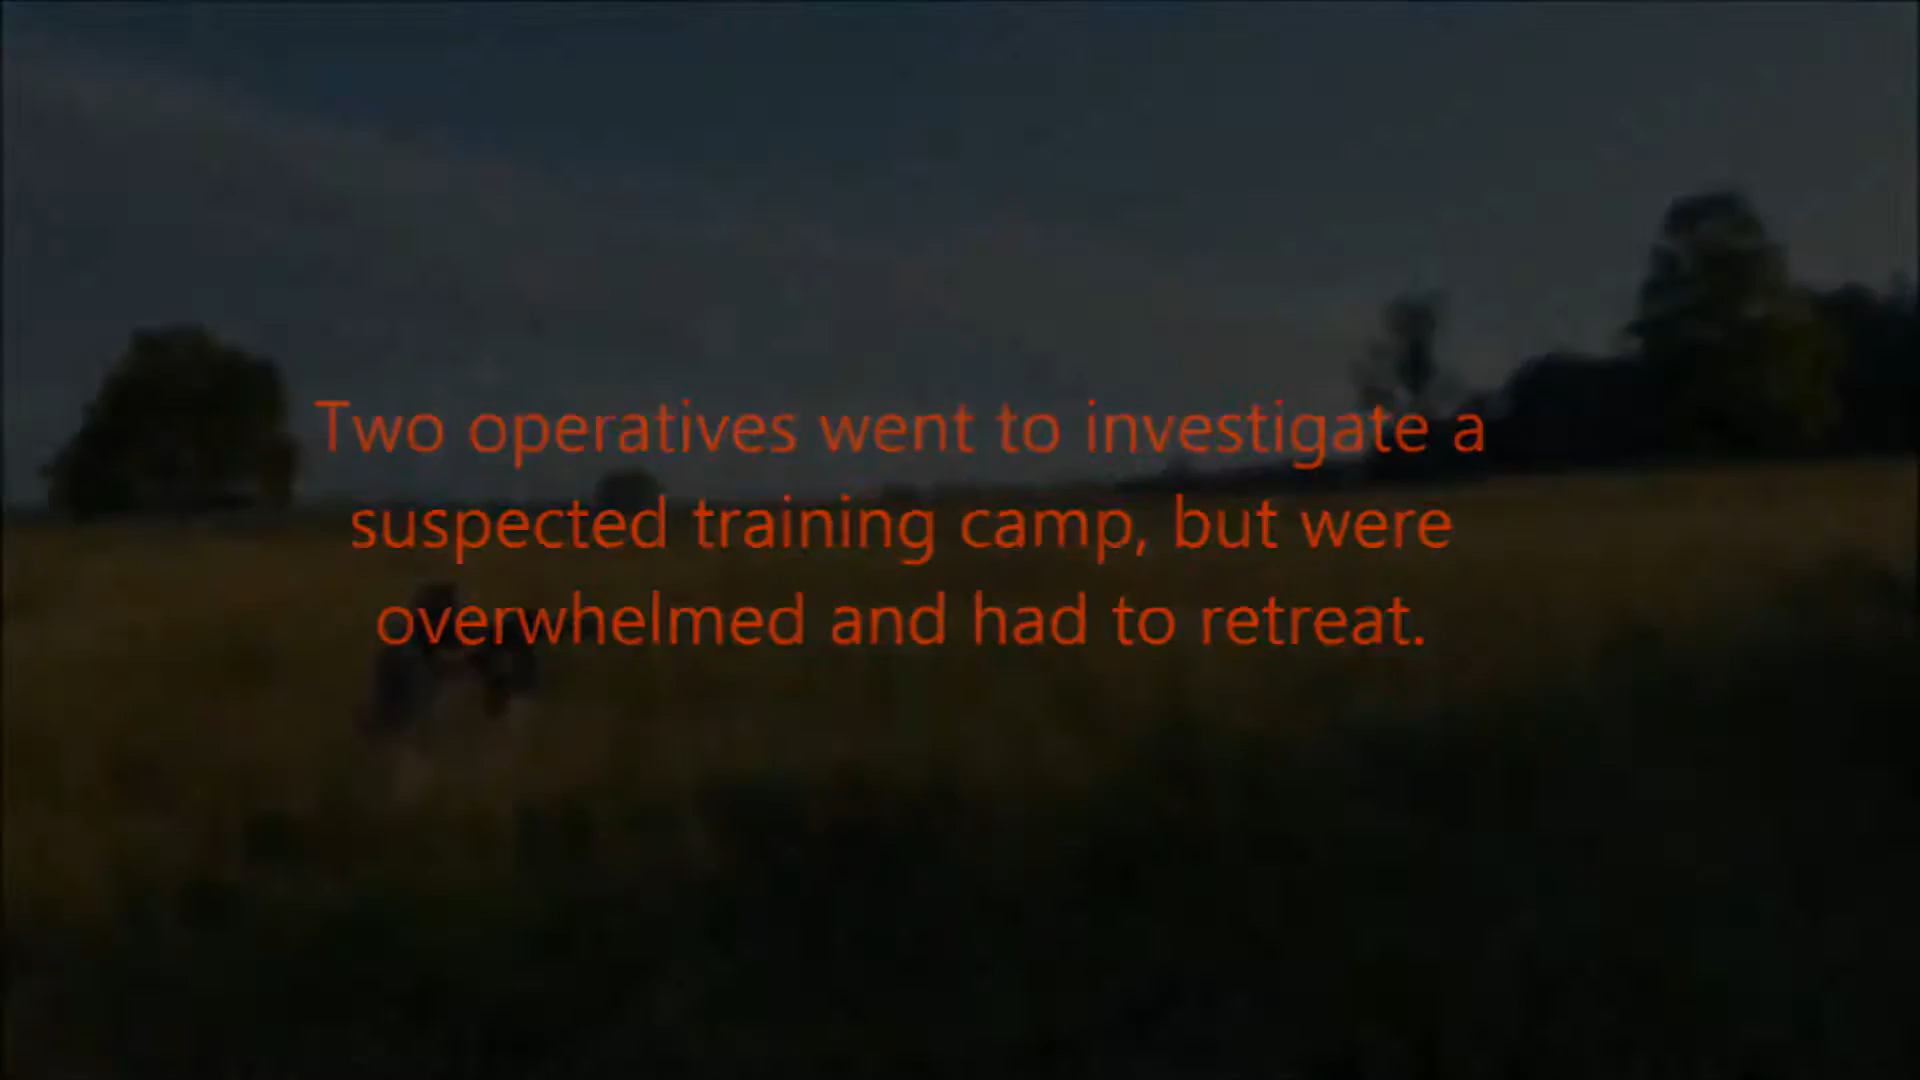 Two operatives went to investigate a
suspected training camp, but were
overwhelmed and had to retreat.